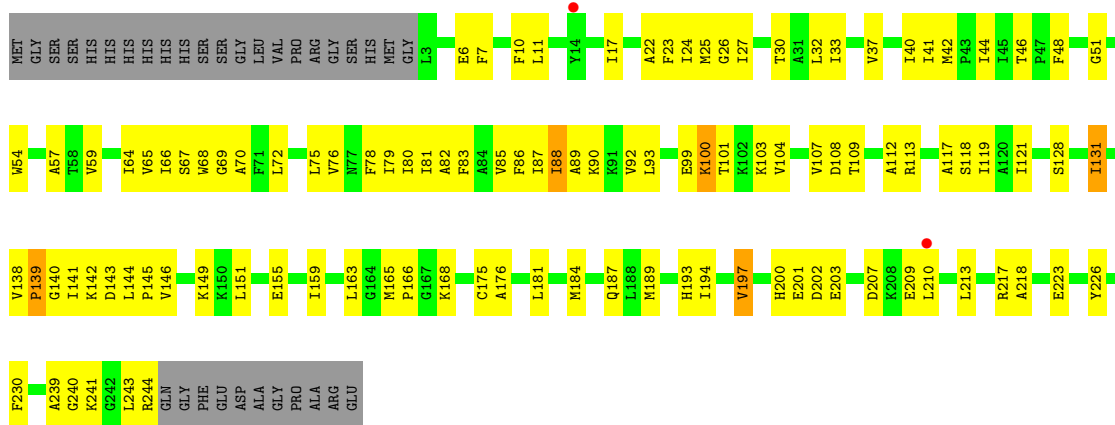 MET GLY SER SER HIS HIS HIS HIS HIS HIS SER SER GLY LEU VAL PRO ARG GLY SER HIS MET GLY L3 E6 F7 F10 L11 Y14 I17 A22 F23 I24 M25 G26 I27 T30 A31 L32 I33 V37 I40 I41 M42 P43 I44 I45 T46 P47 F48 G51
W54 A57 T58 V59 I64 V65 I66 S67 W68 G69 A70 F71 L72 L75 V76 N77 F78 I79 I80 I81 A82 F83 A84 V85 F86 I87 I88 A89 K90 K91 V92 L93 E99 K100 T101 K102 K103 V104 V107 D108 T109 A112 R113 A117 S118 I119 A120 I121 S128 I131
V138 P139 G140 I141 K142 D143 L144 P145 V146 K149 K150 L151 E155 I159 L163 G164 M165 P166 G167 K168 C175 A176 L181 M184 Q187 L188 M189 H193 I194 V197 H200 E201 D202 E203 D207 K208 E209 L210 L213 R217 A218 E223 Y226
F230 A239 G240 K241 G242 L243 R244 GLN GLY PHE GLU ASP ALA GLY PRO ALA ARG GLU